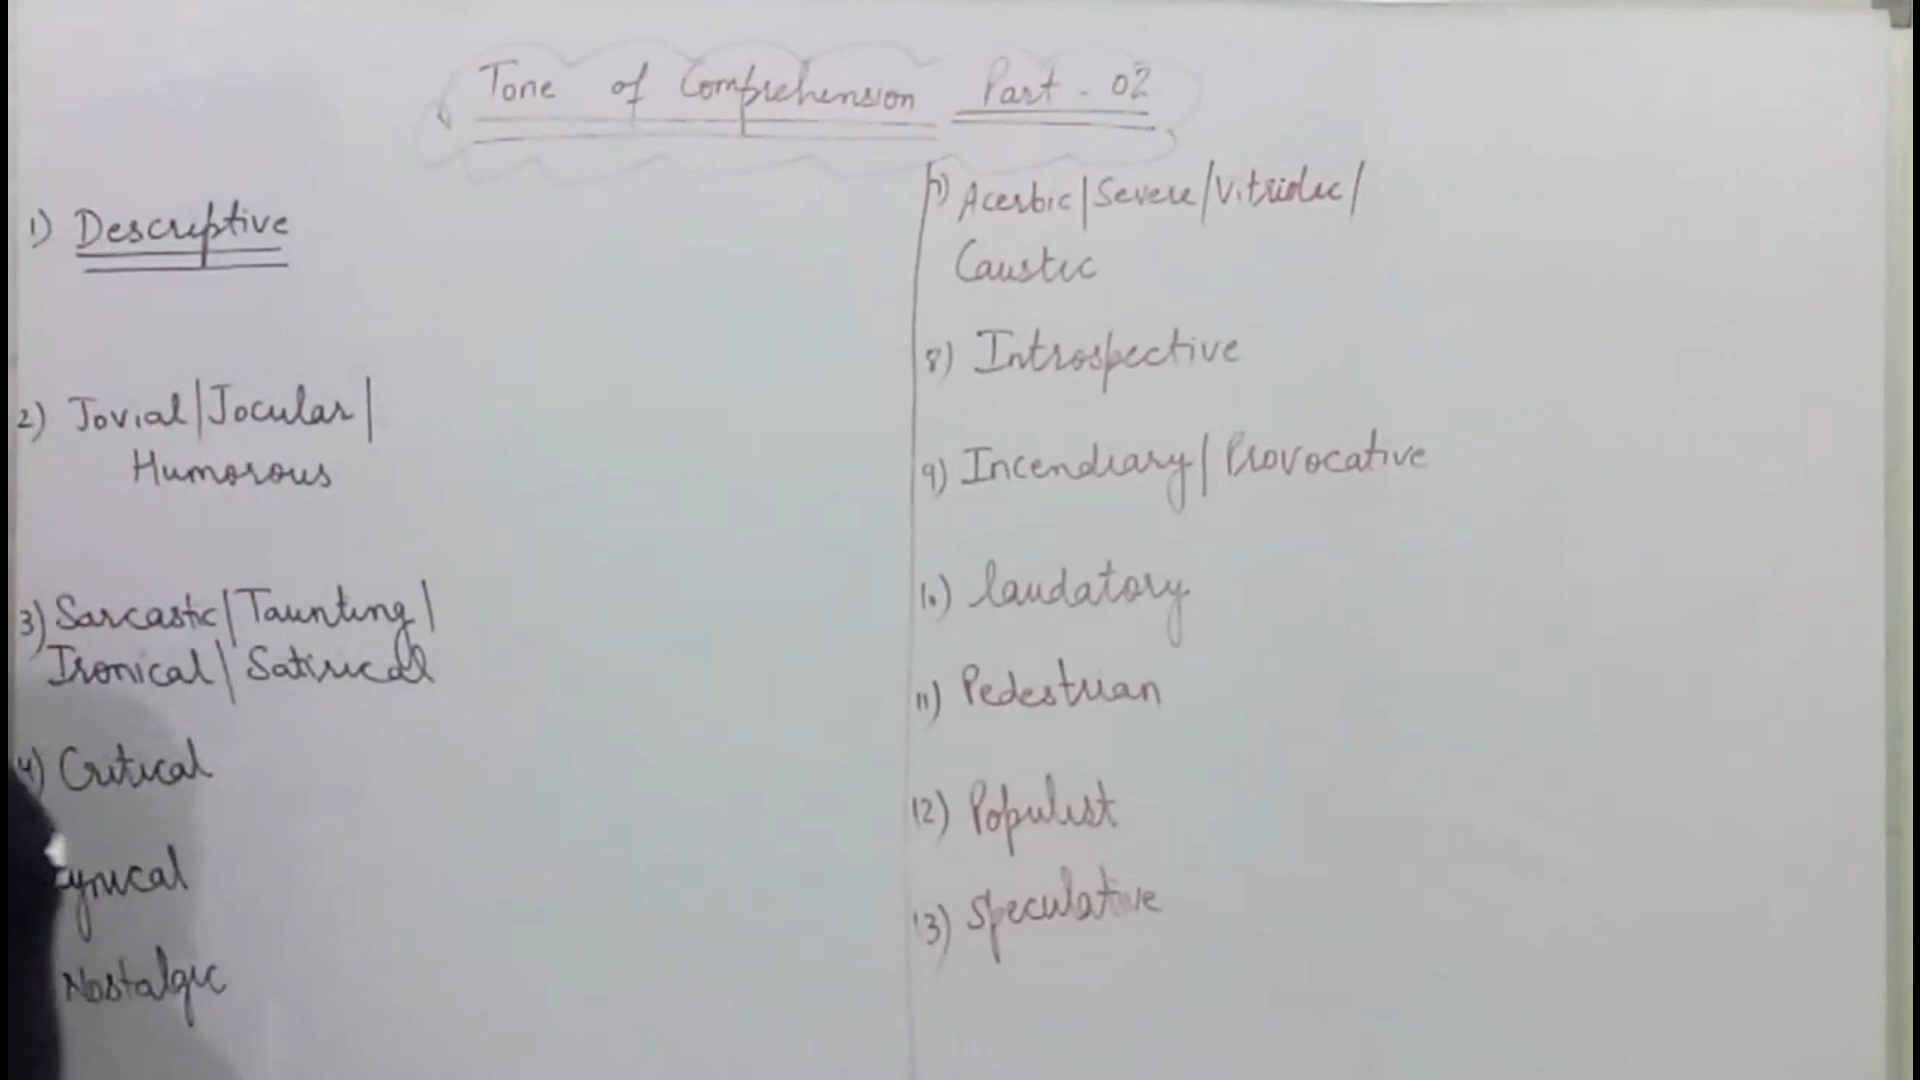 Tone of Comprehension Part - 02
1) Descriptive
2) Jovial/Jocular/
Humorous
3) Sarcastic/Taunting/
Ironical/Satirical
4) Critical
Cynical
Nostalgic
7) Acerbic/Severe/Vitriolic/
Caustic
8) Introspective
9) Incendiary/Provocative
10) laudatory
11) Pedestrian
12) Populist
13) Speculative